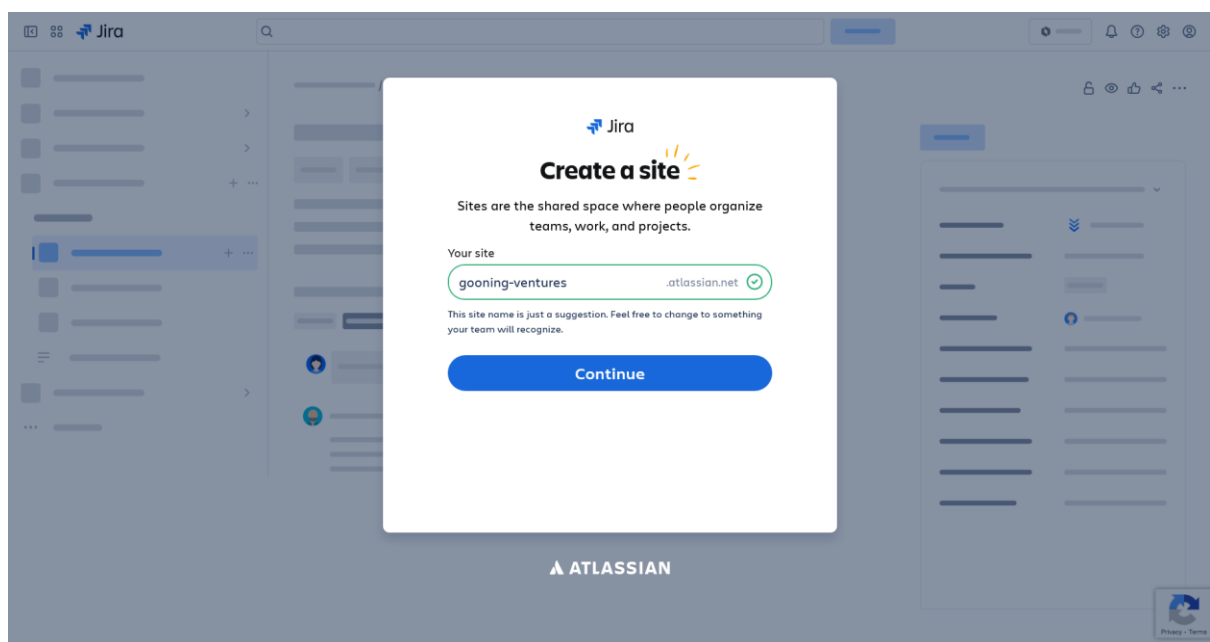 Jira
Jira
Create a site
Sites are the shared space where people organize
teams, work, and projects.
Your site
gooning-ventures .atlassian.net
This site name is just a suggestion. Feel free to change to something
your team will recognize.
Continue
ATLASSIAN
Privacy - Terms